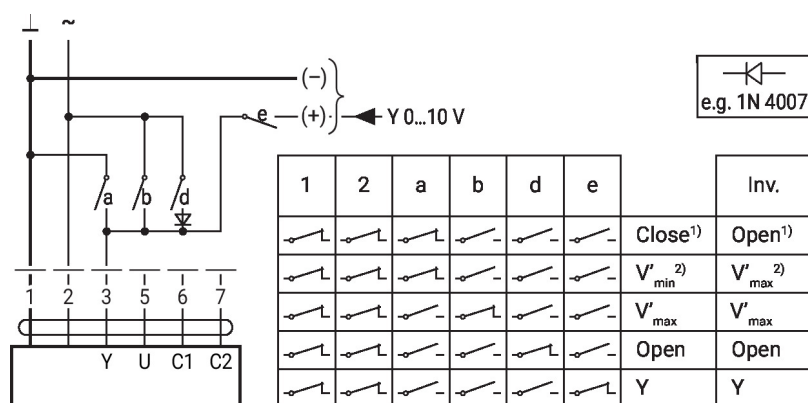 ⊥ ~
(–)
e (+) Y 0...10 V
e.g. 1N 4007
a b d
1 2 3 5 6 7
Y U C1 C2
1 2 a b d e Inv.
Close¹⁾ Open¹⁾
V'min²⁾ V'max²⁾
V'max V'max
Open Open
Y Y